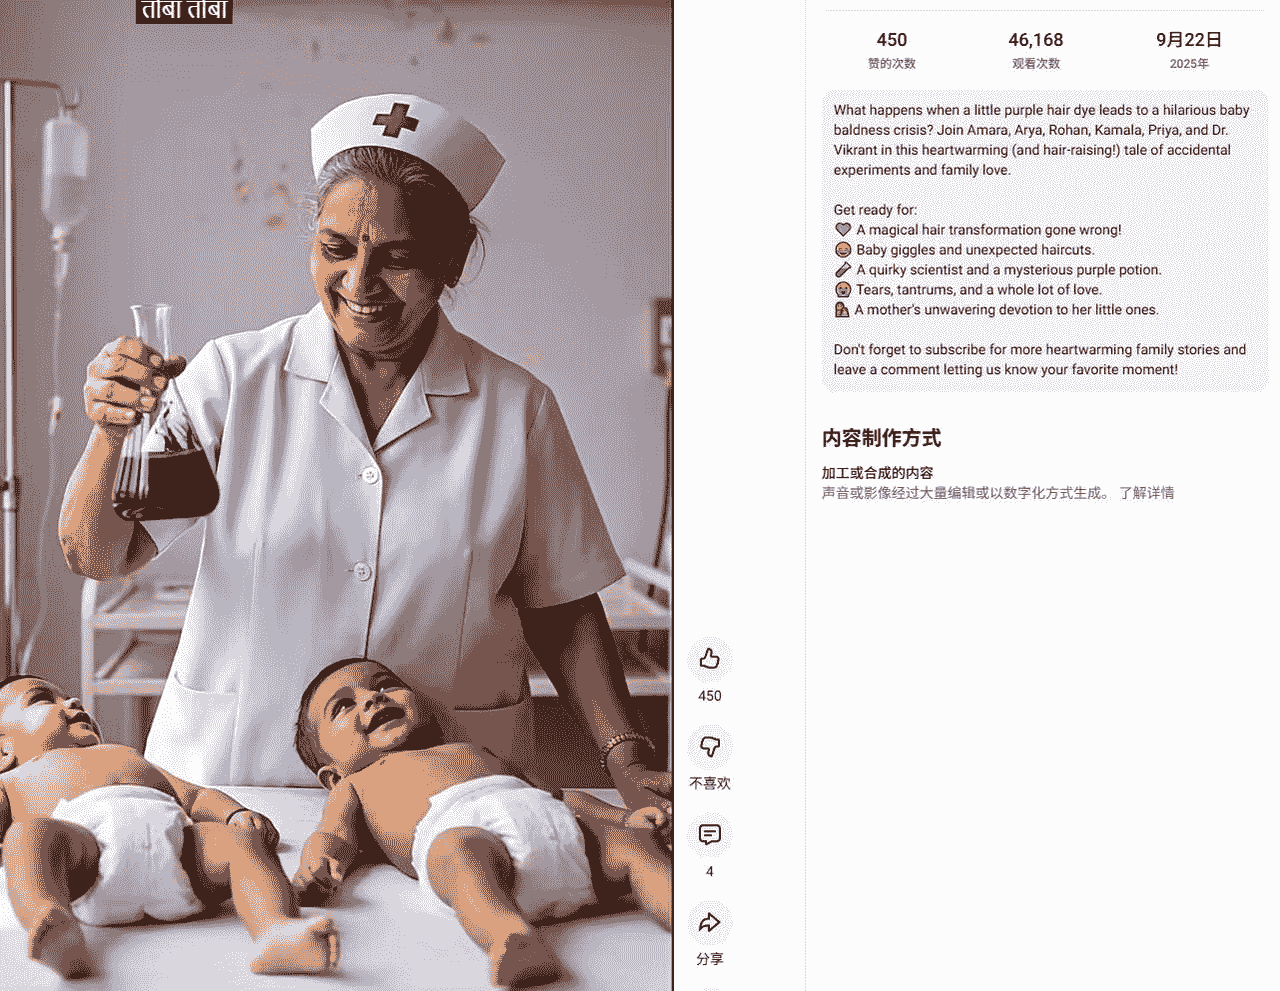 तौबा तौबा
450
赞的次数
46,168
观看次数
9月22日
2025年
What happens when a little purple hair dye leads to a hilarious baby
baldness crisis? Join Amara, Arya, Rohan, Kamala, Priya, and Dr.
Vikrant in this heartwarming (and hair-raising!) tale of accidental
experiments and family love.
Get ready for:
💜 A magical hair transformation gone wrong!
😂 Baby giggles and unexpected haircuts.
🧪 A quirky scientist and a mysterious purple potion.
😭 Tears, tantrums, and a whole lot of love.
👩‍👧 A mother's unwavering devotion to her little ones.
Don't forget to subscribe for more heartwarming family stories and
leave a comment letting us know your favorite moment!
内容制作方式
加工或合成的内容
声音或影像经过大量编辑或以数字化方式生成。 了解详情
450
不喜欢
4
分享